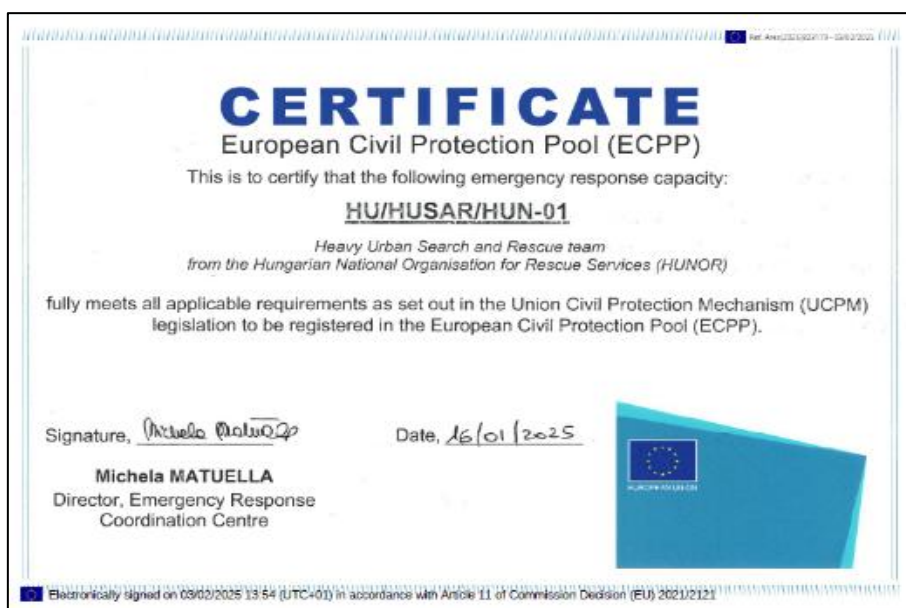 CERTIFICATE
European Civil Protection Pool (ECPP)
This is to certify that the following emergency response capacity:
HU/HUSAR/HUN-01
Heavy Urban Search and Rescue team
from the Hungarian National Organisation for Rescue Services (HUNOR)
fully meets all applicable requirements as set out in the Union Civil Protection Mechanism (UCPM)
legislation to be registered in the European Civil Protection Pool (ECPP).
Signature,
Date, 16/01/2025
Michela MATUELLA
Director, Emergency Response
Coordination Centre
EUROPEAN UNION
Electronically signed on 03/02/2025 13:54 (UTC+01) in accordance with Article 11 of Commission Decision (EU) 2021/2121